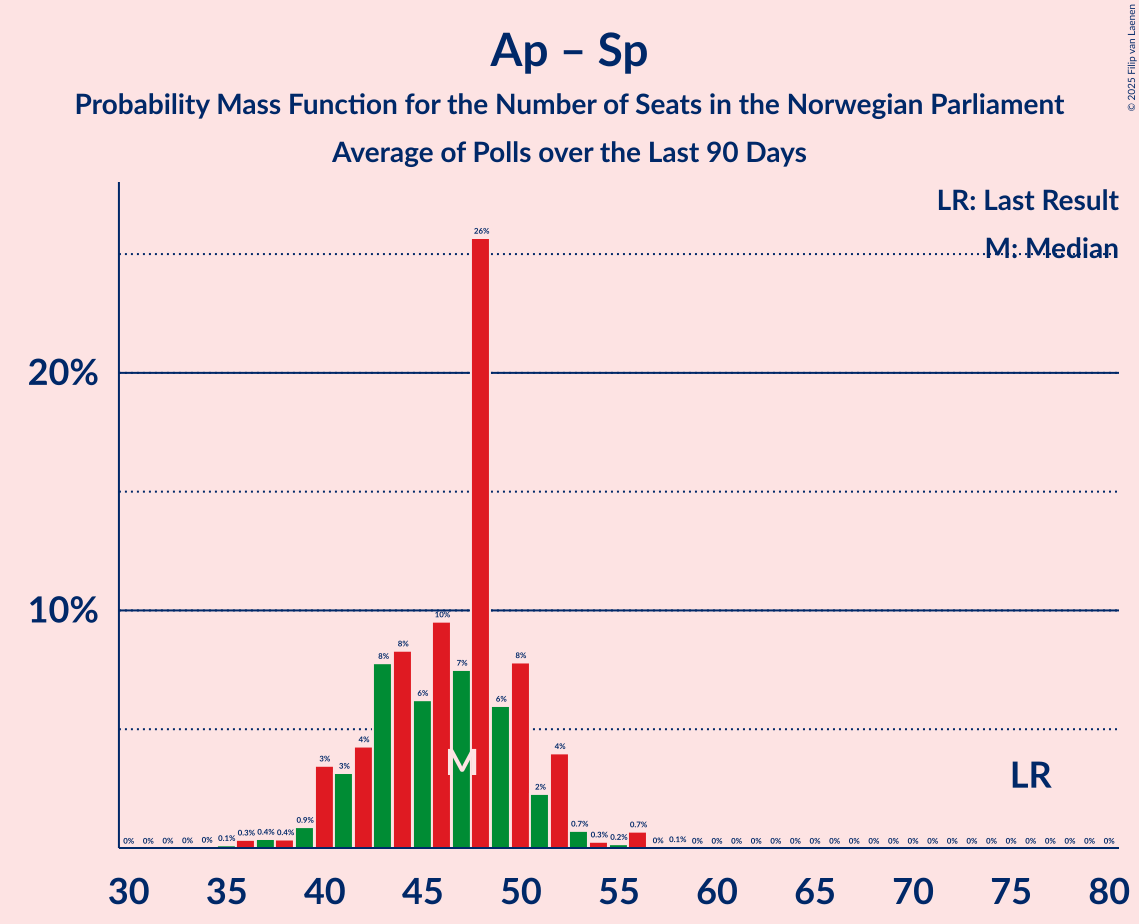 Ap – Sp
Probability Mass Function for the Number of Seats in the Norwegian Parliament
Average of Polls over the Last 90 Days
© 2025 Filip van Laenen
LR: Last Result
M: Median
20%
10%
0% 0% 0% 0% 0% 0.1% 0.3% 0.4% 0.4% 0.9% 3% 3% 4% 8% 8% 6% 10% 7% 26% 6% 8% 2% 4% 0.7% 0.3% 0.2% 0.7% 0% 0.1% 0% 0% 0% 0% 0% 0% 0% 0% 0% 0% 0% 0% 0% 0% 0% 0% 0% 0% 0% 0% 0% 0%
M
LR
30 35 40 45 50 55 60 65 70 75 80